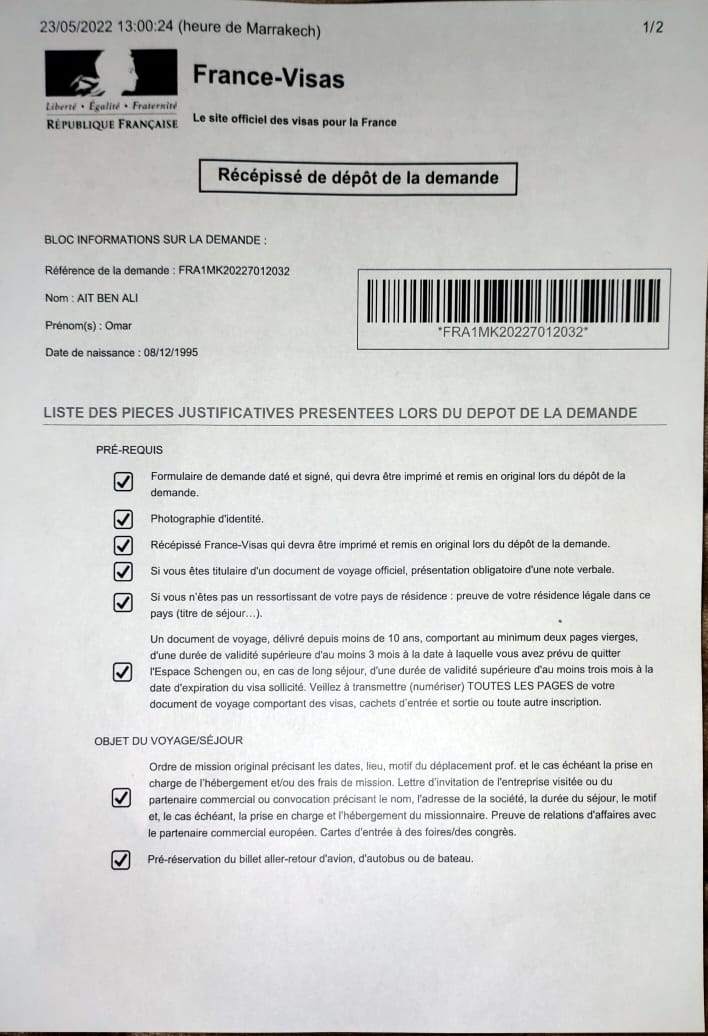 23/05/2022 13:00:24 (heure de Marrakech)
1/2
France-Visas
Liberté • Égalité • Fraternité
RÉPUBLIQUE FRANÇAISE
Le site officiel des visas pour la France
Récépissé de dépôt de la demande
BLOC INFORMATIONS SUR LA DEMANDE :
Référence de la demande : FRA1MK20227012032
Nom : AIT BEN ALI
Prénom(s) : Omar
Date de naissance : 08/12/1995
*FRA1MK20227012032*
LISTE DES PIECES JUSTIFICATIVES PRESENTEES LORS DU DEPOT DE LA DEMANDE
PRÉ-REQUIS
Formulaire de demande daté et signé, qui devra être imprimé et remis en original lors du dépôt de la
demande.
Photographie d'identité.
Récépissé France-Visas qui devra être imprimé et remis en original lors du dépôt de la demande.
Si vous êtes titulaire d'un document de voyage officiel, présentation obligatoire d'une note verbale.
Si vous n'êtes pas un ressortissant de votre pays de résidence : preuve de votre résidence légale dans ce
pays (titre de séjour...).
Un document de voyage, délivré depuis moins de 10 ans, comportant au minimum deux pages vierges,
d'une durée de validité supérieure d'au moins 3 mois à la date à laquelle vous avez prévu de quitter
l'Espace Schengen ou, en cas de long séjour, d'une durée de validité supérieure d'au moins trois mois à la
date d'expiration du visa sollicité. Veillez à transmettre (numériser) TOUTES LES PAGES de votre
document de voyage comportant des visas, cachets d'entrée et sortie ou toute autre inscription.
OBJET DU VOYAGE/SÉJOUR
Ordre de mission original précisant les dates, lieu, motif du déplacement prof. et le cas échéant la prise en
charge de l'hébergement et/ou des frais de mission. Lettre d'invitation de l'entreprise visitée ou du
partenaire commercial ou convocation précisant le nom, l'adresse de la société, la durée du séjour, le motif
et, le cas échéant, la prise en charge et l'hébergement du missionnaire. Preuve de relations d'affaires avec
le partenaire commercial européen. Cartes d'entrée à des foires/des congrès.
Pré-réservation du billet aller-retour d'avion, d'autobus ou de bateau.